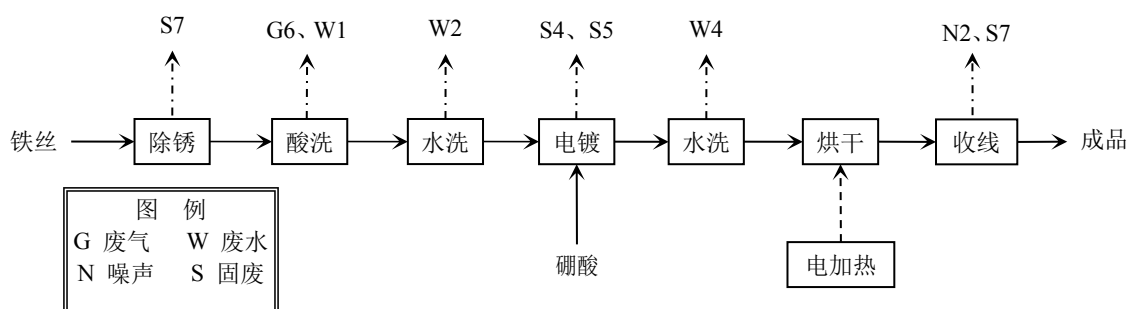 S7
G6、W1
W2
S4、S5
W4
N2、S7
铁丝
除锈
酸洗
水洗
电镀
水洗
烘干
收线
成品
图 例
G 废气 W 废水
N 噪声 S 固废
硼酸
电加热